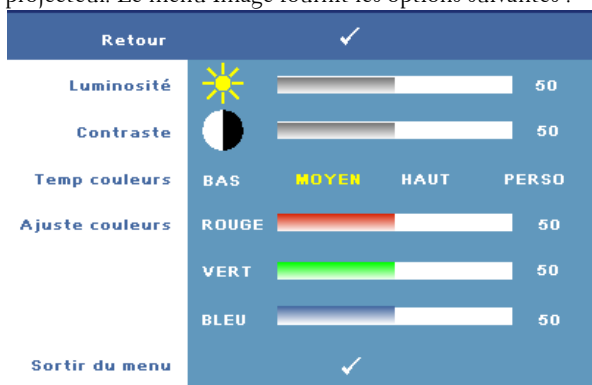 projecteur. Le menu Image fournit les options suivantes :
Retour
Luminosité 50
Contraste 50
Temp couleurs BAS MOYEN HAUT PERSO
Ajuste couleurs ROUGE 50
VERT 50
BLEU 50
Sortir du menu